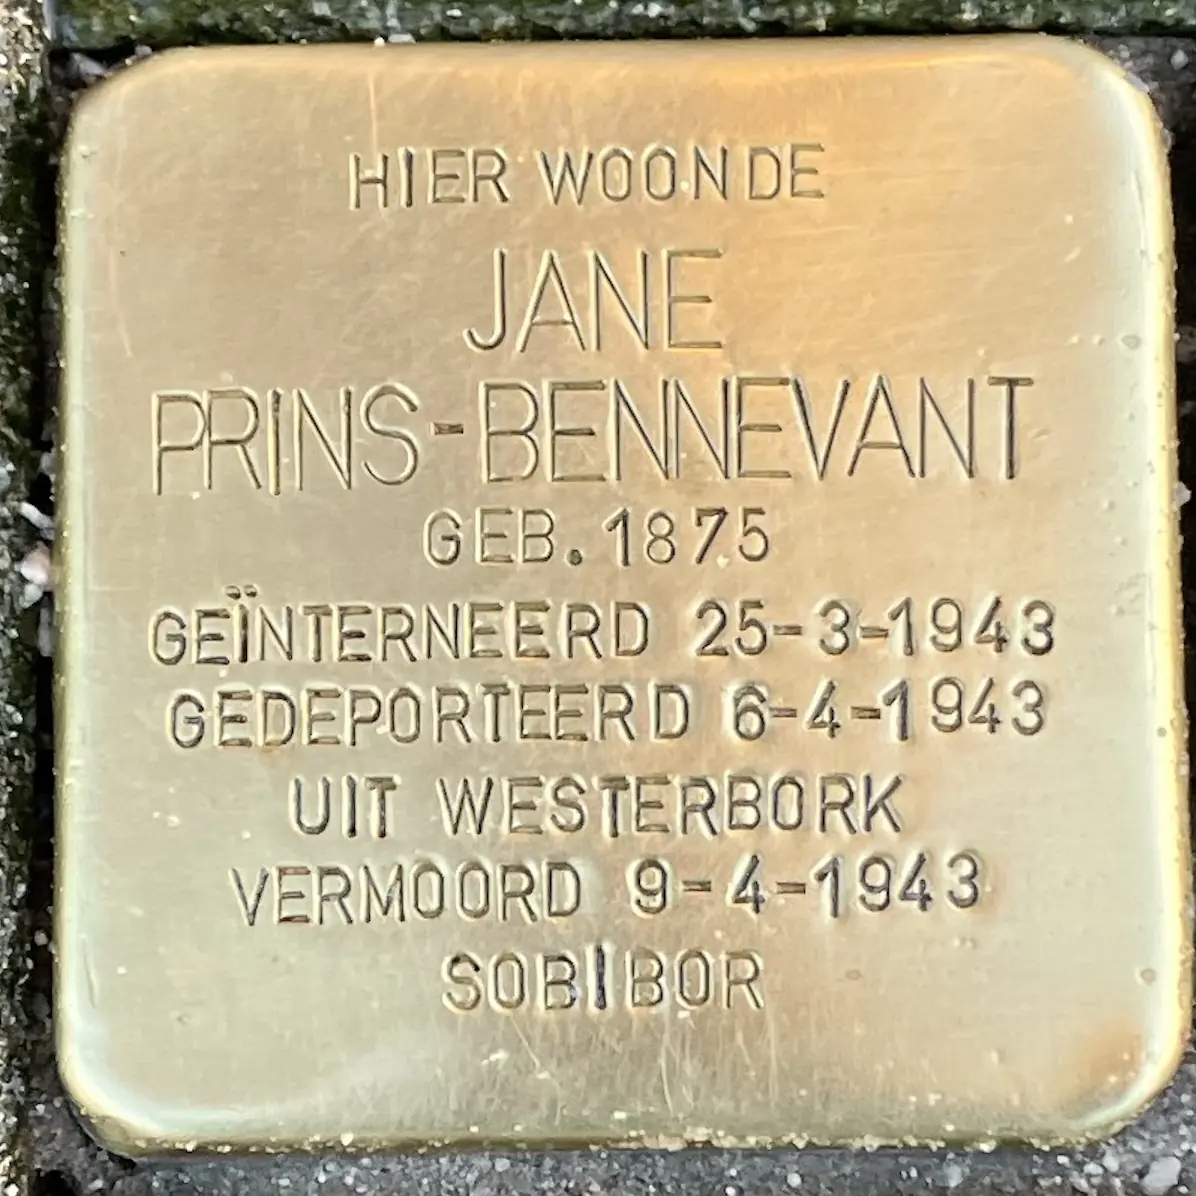 HIER WOONDE
JANE
PRINS-BENNEVANT
GEB. 1875
GEÏNTERNEERD 25-3-1943
GEDEPORTEERD 6-4-1943
UIT WESTERBORK
VERMOORD 9-4-1943
SOBIBOR